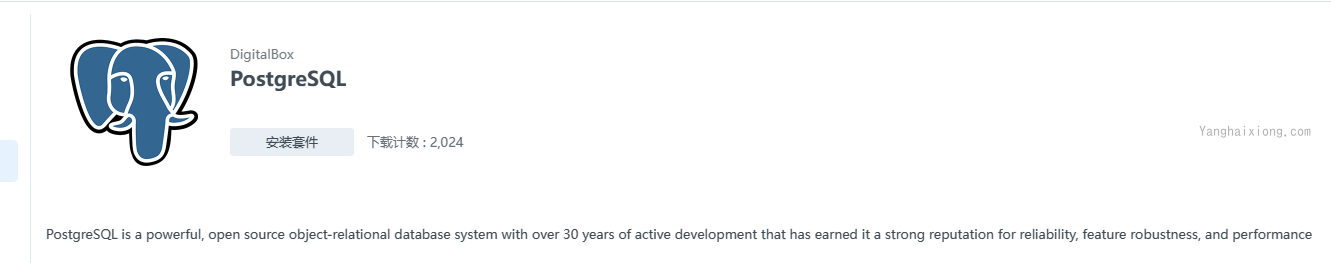 DigitalBox
PostgreSQL
安装套件 下载计数 : 2,024
Yanghaixiong.com
PostgreSQL is a powerful, open source object-relational database system with over 30 years of active development that has earned it a strong reputation for reliability, feature robustness, and performance